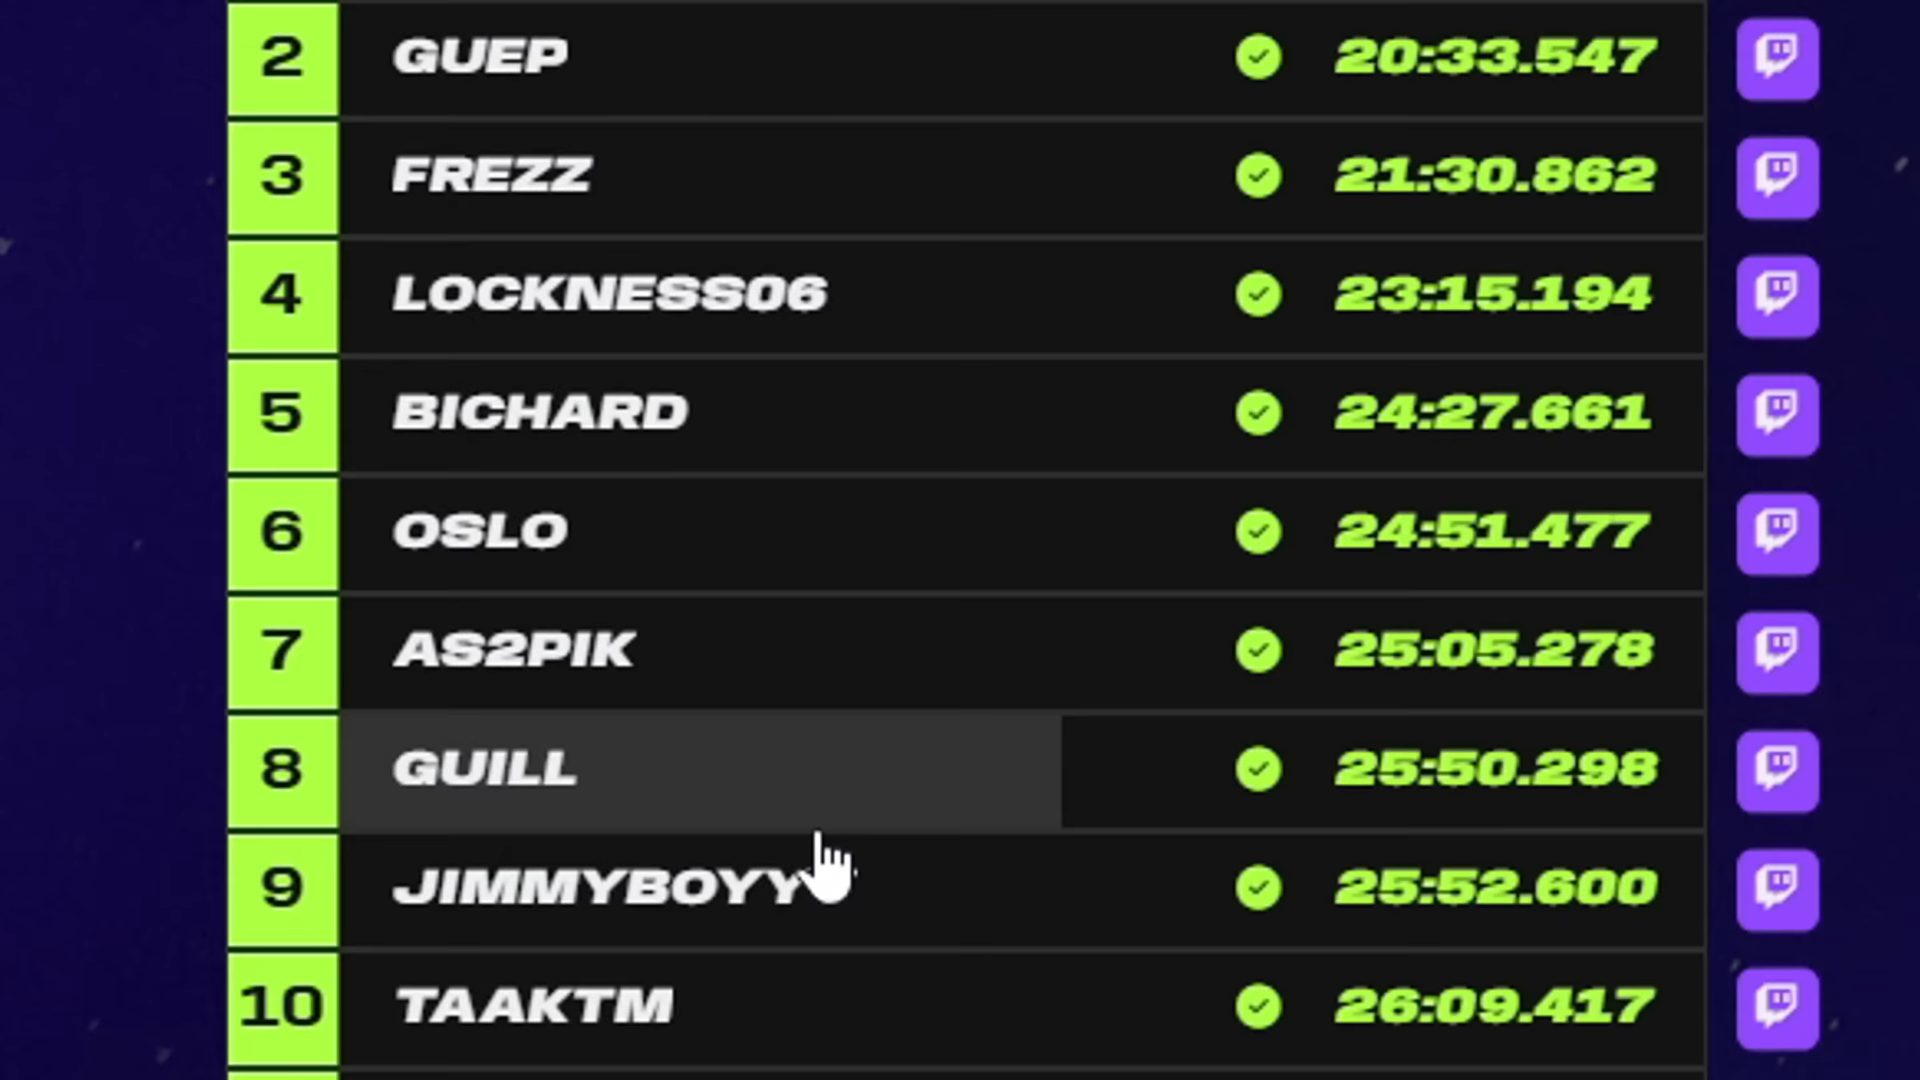 2 GUEP 20:33.547
3 FREZZ 21:30.862
4 LOCKNESS06 23:15.194
5 BICHARD 24:27.661
6 OSLO 24:51.477
7 AS2PIK 25:05.278
8 GUILL 25:50.298
9 JIMMYBOYY 25:52.600
10 TAAKTM 26:09.417